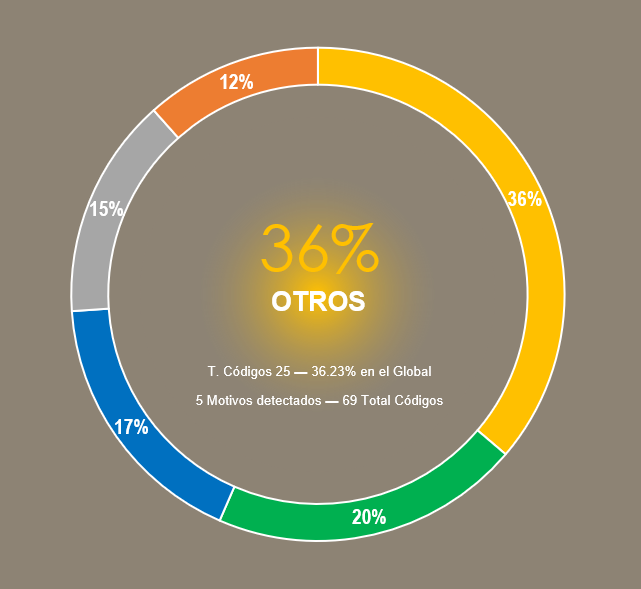 12%
36%
15%
36%
OTROS
T. Códigos 25 — 36.23% en el Global
5 Motivos detectados — 69 Total Códigos
17%
20%